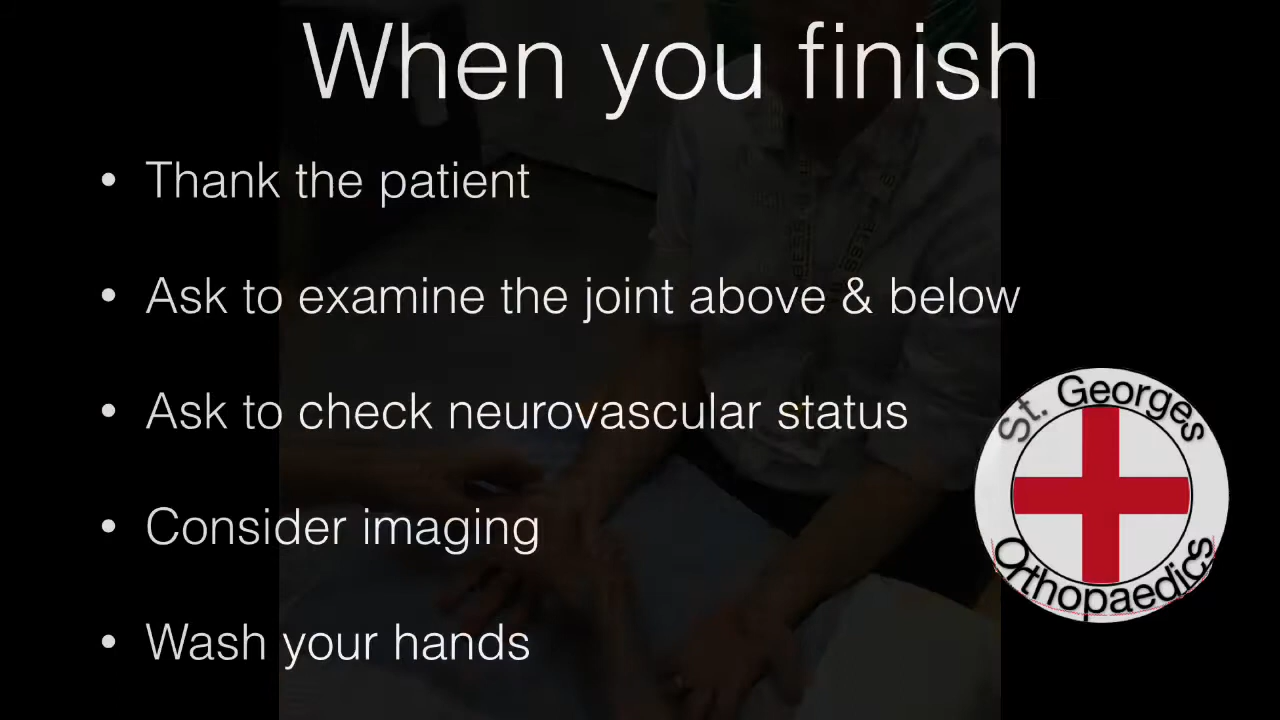 When you finish
• Thank the patient
• Ask to examine the joint above & below
• Ask to check neurovascular status
• Consider imaging
• Wash your hands
St. Georges
Orthopaedics